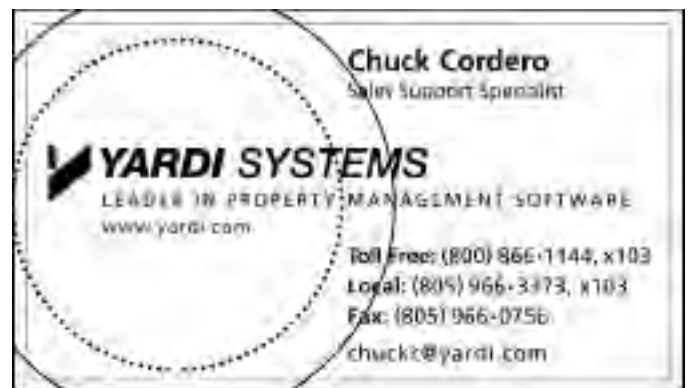 Chuck Cordero
Sales Support Specialist
YARDI SYSTEMS
LEADER IN PROPERTY MANAGEMENT SOFTWARE
www.yardi.com
Toll Free: (800) 866-1144, x103
Local: (805) 966-3373, x103
Fax: (805) 966-0756
chuckc@yardi.com